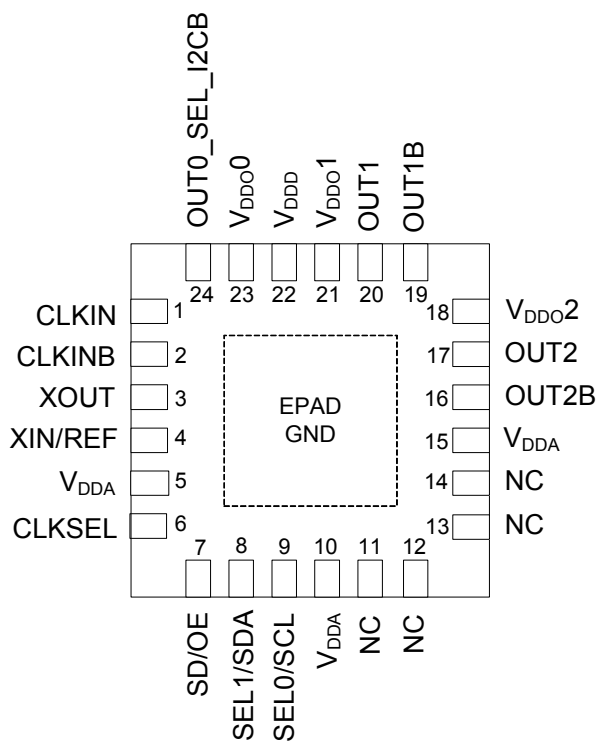 OUT0_SEL_I2CB
VDDO0
VDDD
VDDO1
OUT1
OUT1B
24
23
22
21
20
19
CLKIN
1
CLKINB
2
XOUT
3
XIN/REF
4
VDDA
5
CLKSEL
6
EPAD
GND
18
VDDO2
17
OUT2
16
OUT2B
15
VDDA
14
NC
13
NC
7
8
9
10
11
12
SD/OE
SEL1/SDA
SEL0/SCL
VDDA
NC
NC